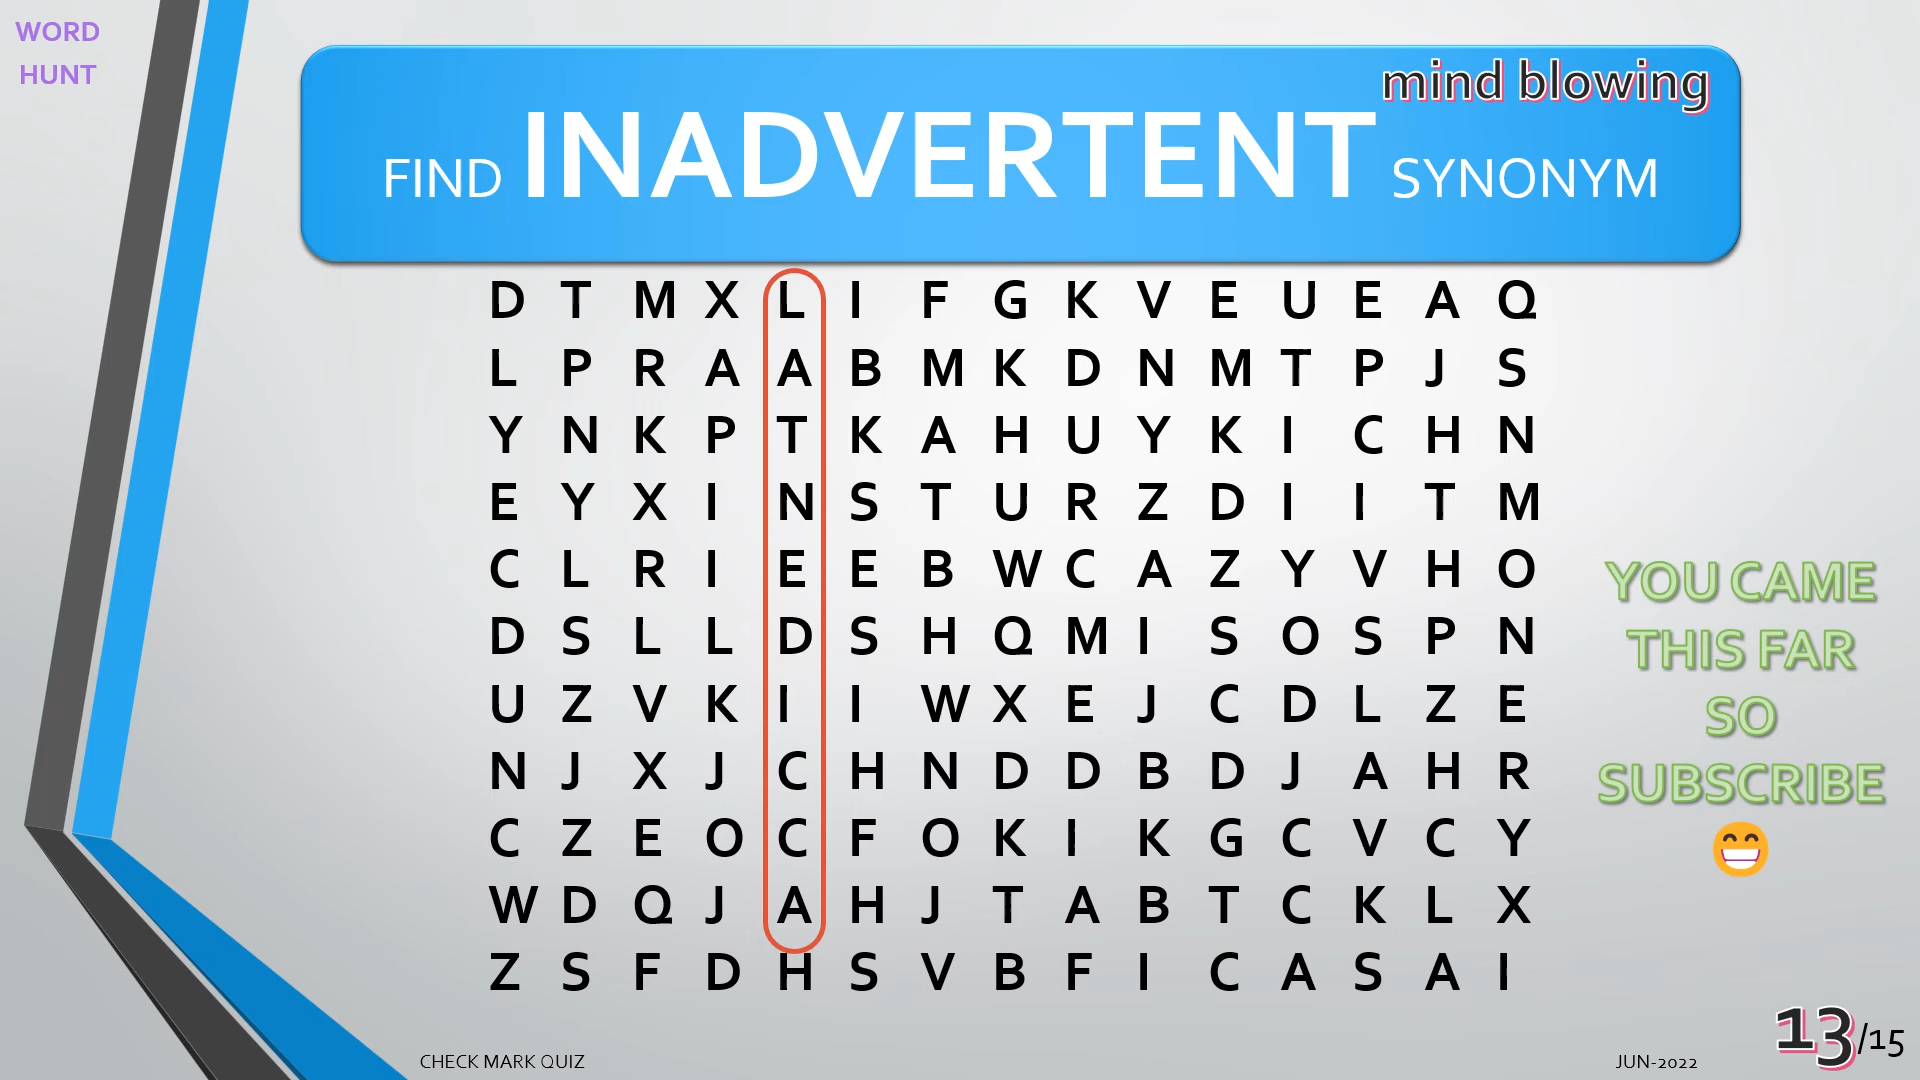 WORD
HUNT
mind blowing
FIND INADVERTENT SYNONYM
D T M X L I F G K V E U E A Q
L P R A A B M K D N M T P J S
Y N K P T K A H U Y K I C H N
E Y X I N S T U R Z D I I T M
C L R I E E B W C A Z Y V H O
D S L L D S H Q M I S O S P N
U Z V K I I W X E J C D L Z E
N J X J C H N D D B D J A H R
C Z E O C F O K I K G C V C Y
W D Q J A H J T A B T C K L X
Z S F D H S V B F I C A S A I
YOU CAME
THIS FAR
SO
SUBSCRIBE
CHECK MARK QUIZ
JUN-2022
13/15